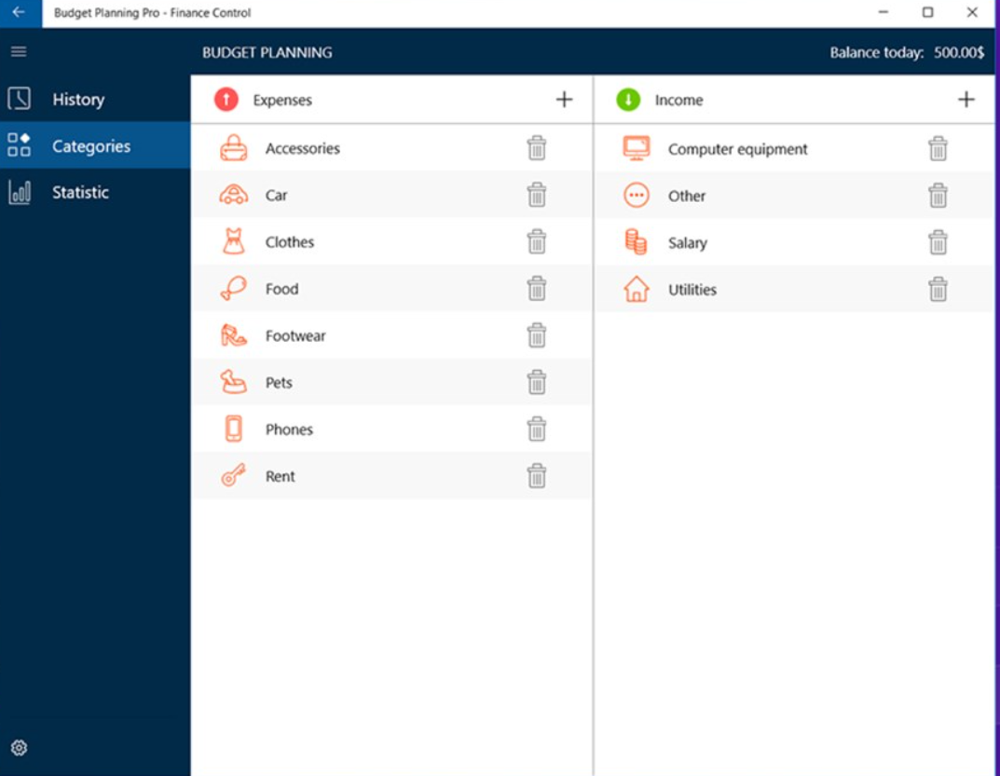 Budget Planning Pro - Finance Control
BUDGET PLANNING
Balance today: 500.00$
History
Categories
Statistic
Expenses
Accessories
Car
Clothes
Food
Footwear
Pets
Phones
Rent
Income
Computer equipment
Other
Salary
Utilities